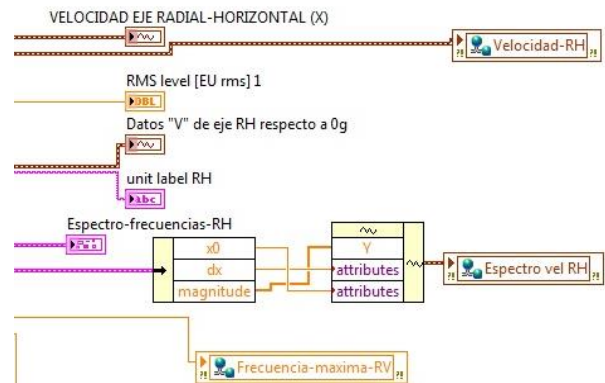 VELOCIDAD EJE RADIAL-HORIZONTAL (X)
Velocidad-RH
RMS level [EU rms] 1
DBL
Datos "V" de eje RH respecto a 0g
unit label RH
abc
Espectro-frecuencias-RH
x0
dx
magnitude
Y
attributes
attributes
Espectro vel RH
Frecuencia-maxima-RV